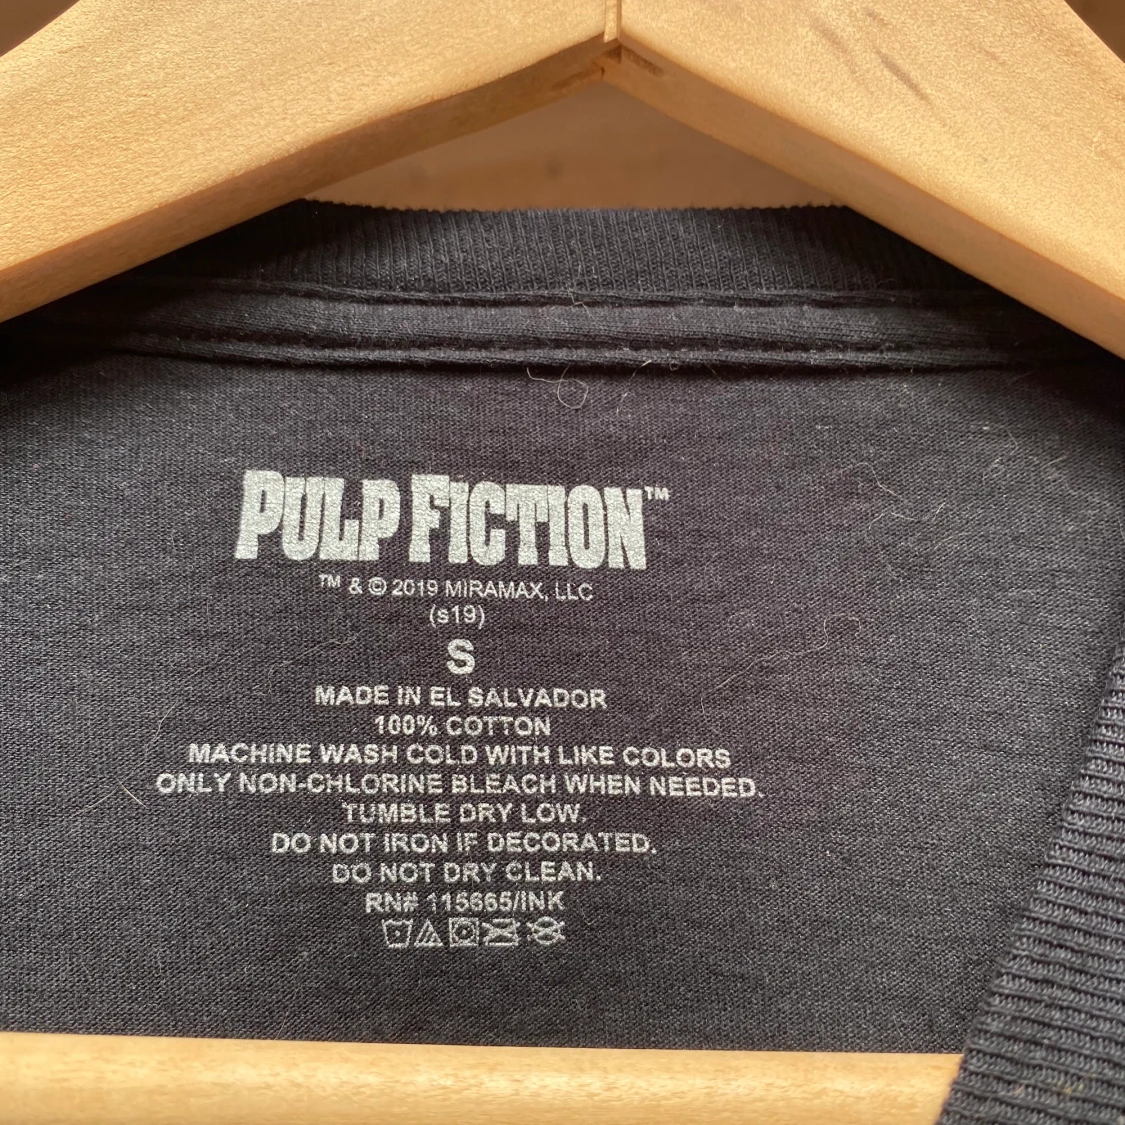 PULP FICTION™
™ & © 2019 MIRAMAX, LLC
(s19)
S
MADE IN EL SALVADOR
100% COTTON
MACHINE WASH COLD WITH LIKE COLORS
ONLY NON-CHLORINE BLEACH WHEN NEEDED.
TUMBLE DRY LOW.
DO NOT IRON IF DECORATED.
DO NOT DRY CLEAN.
RN# 115665/INK